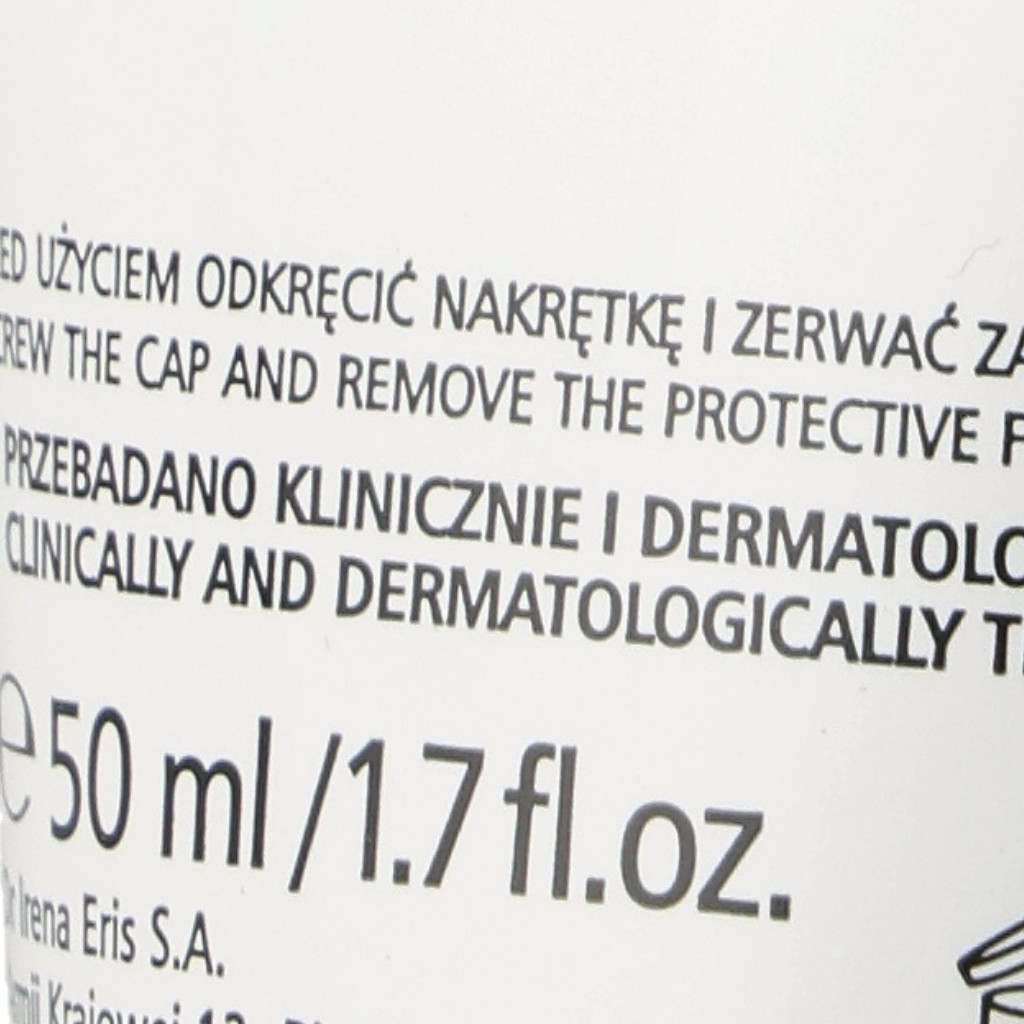 ED UŻYCIEM ODKRĘCIĆ NAKRĘTKĘ I ZERWAĆ ZA
REW THE CAP AND REMOVE THE PROTECTIVE F
PRZEBADANO KLINICZNIE I DERMATOLO
CLINICALLY AND DERMATOLOGICALLY T
e 50 ml / 1.7 fl.oz.
Irena Eris S.A.
Krajowej